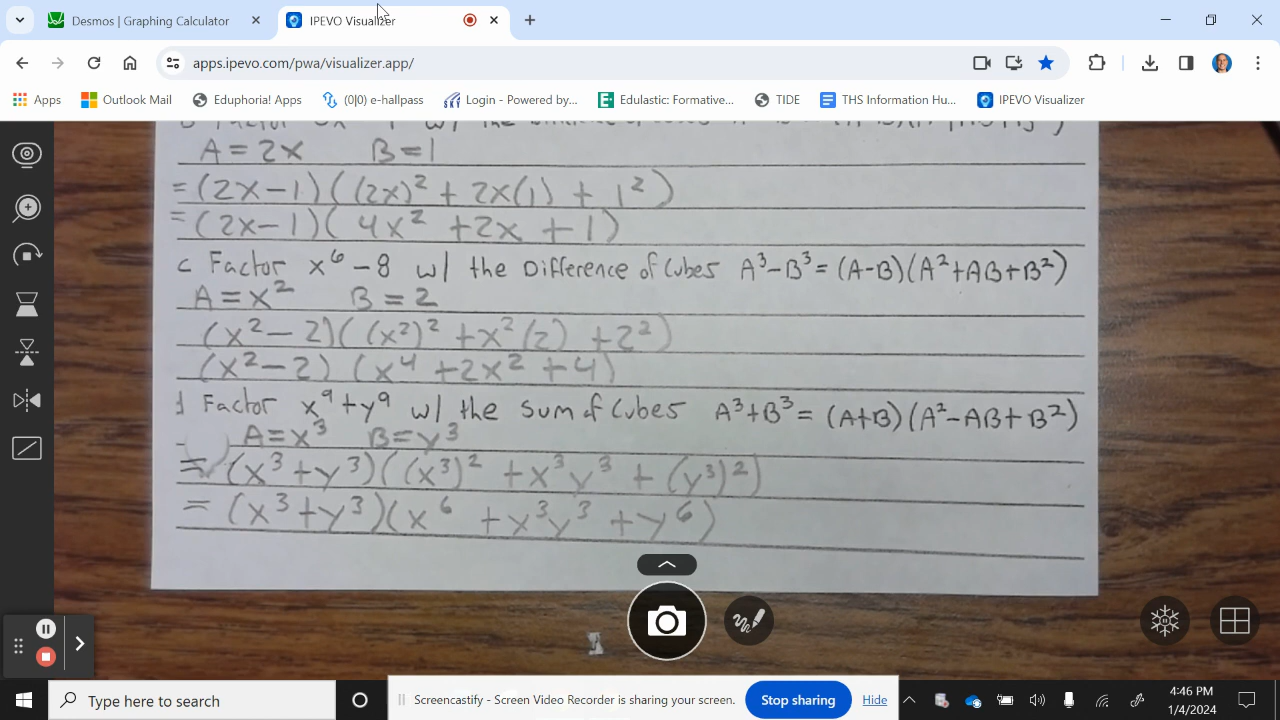 Desmos | Graphing Calculator
IPEVO Visualizer
apps.ipevo.com/pwa/visualizer.app/
Apps Outlook Mail Eduphoria! Apps (0|0) e-hallpass Login - Powered by... Edulastic: Formative... TIDE THS Information Hu... IPEVO Visualizer
A = 2x B = 1
= (2x-1)((2x)² + 2x(1) + 1²)
= (2x-1)(4x² + 2x + 1)
c Factor x⁶ - 8 w/ the Difference of Cubes A³-B³ = (A-B)(A²+AB+B²)
A = x² B = 2
(x²-2)((x²)² + x²(2) + 2²)
(x²-2)(x⁴ + 2x² + 4)
d Factor x⁹+y⁹ w/ the Sum of Cubes A³+B³ = (A+B)(A²-AB+B²)
A = x³ B = y³
= (x³+y³)((x³)² + x³y³ + (y³)²)
= (x³+y³)(x⁶ + x³y³ + y⁶)
Type here to search
Screencastify - Screen Video Recorder is sharing your screen. Stop sharing Hide
4:46 PM
1/4/2024